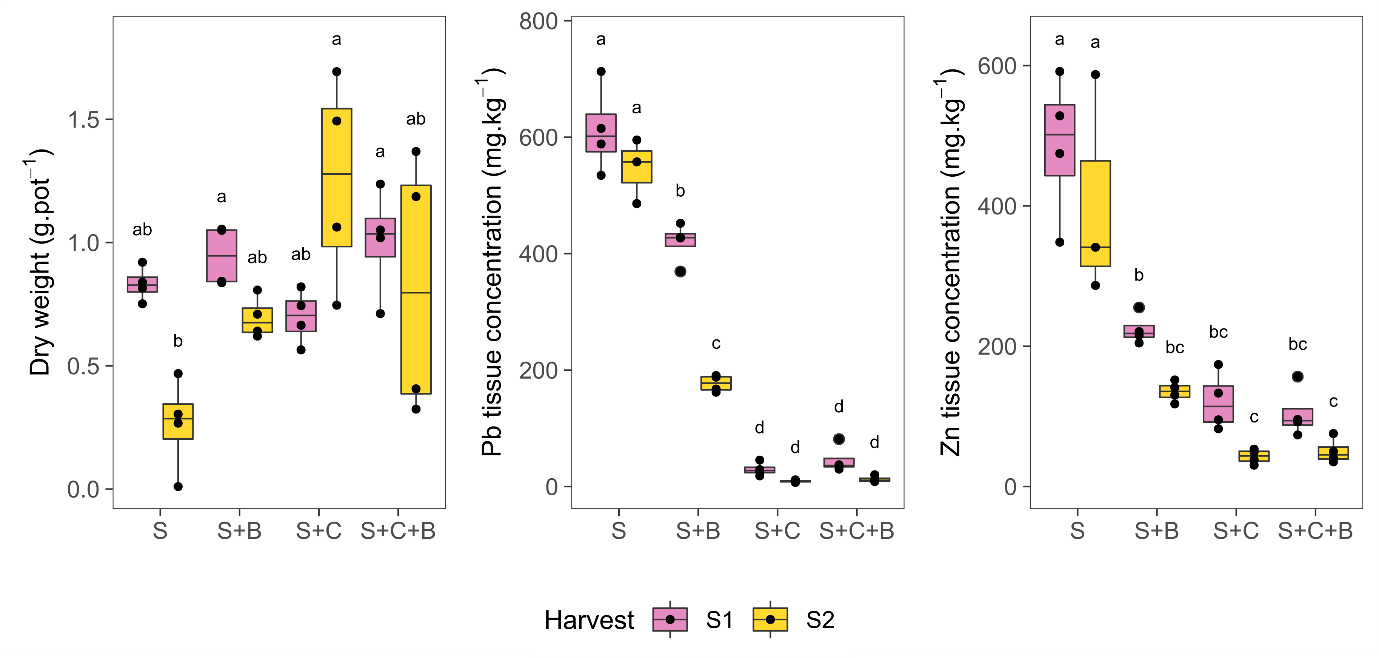 Dry weight (g.pot⁻¹)
1.5
1.0
0.5
0.0
ab
b
a
ab
ab
a
a
ab
S S+B S+C S+C+B
Pb tissue concentration (mg.kg⁻¹)
800
600
400
200
0
a
a
b
c
d
d
d
d
S S+B S+C S+C+B
Zn tissue concentration (mg.kg⁻¹)
600
400
200
0
a
a
b
bc
bc
c
bc
c
S S+B S+C S+C+B
Harvest S1 S2